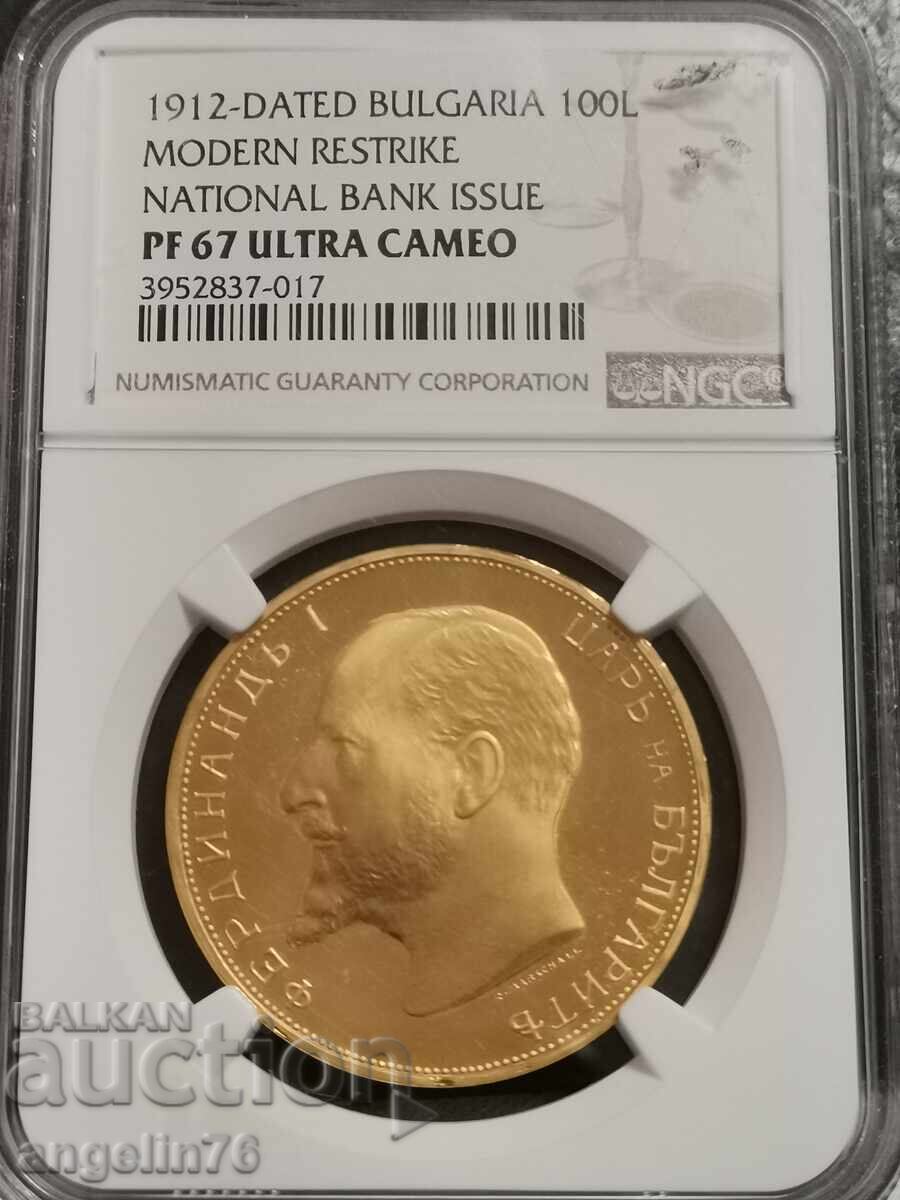 1912-DATED BULGARIA 100L
MODERN RESTRIKE
NATIONAL BANK ISSUE
PF 67 ULTRA CAMEO
3952837-017
NUMISMATIC GUARANTY CORPORATION
NGC
ФЕРДИНАНДЪ I
ЦАРЬ НА БЪЛГАРИТѢ
BALKAN
auction
angelin76